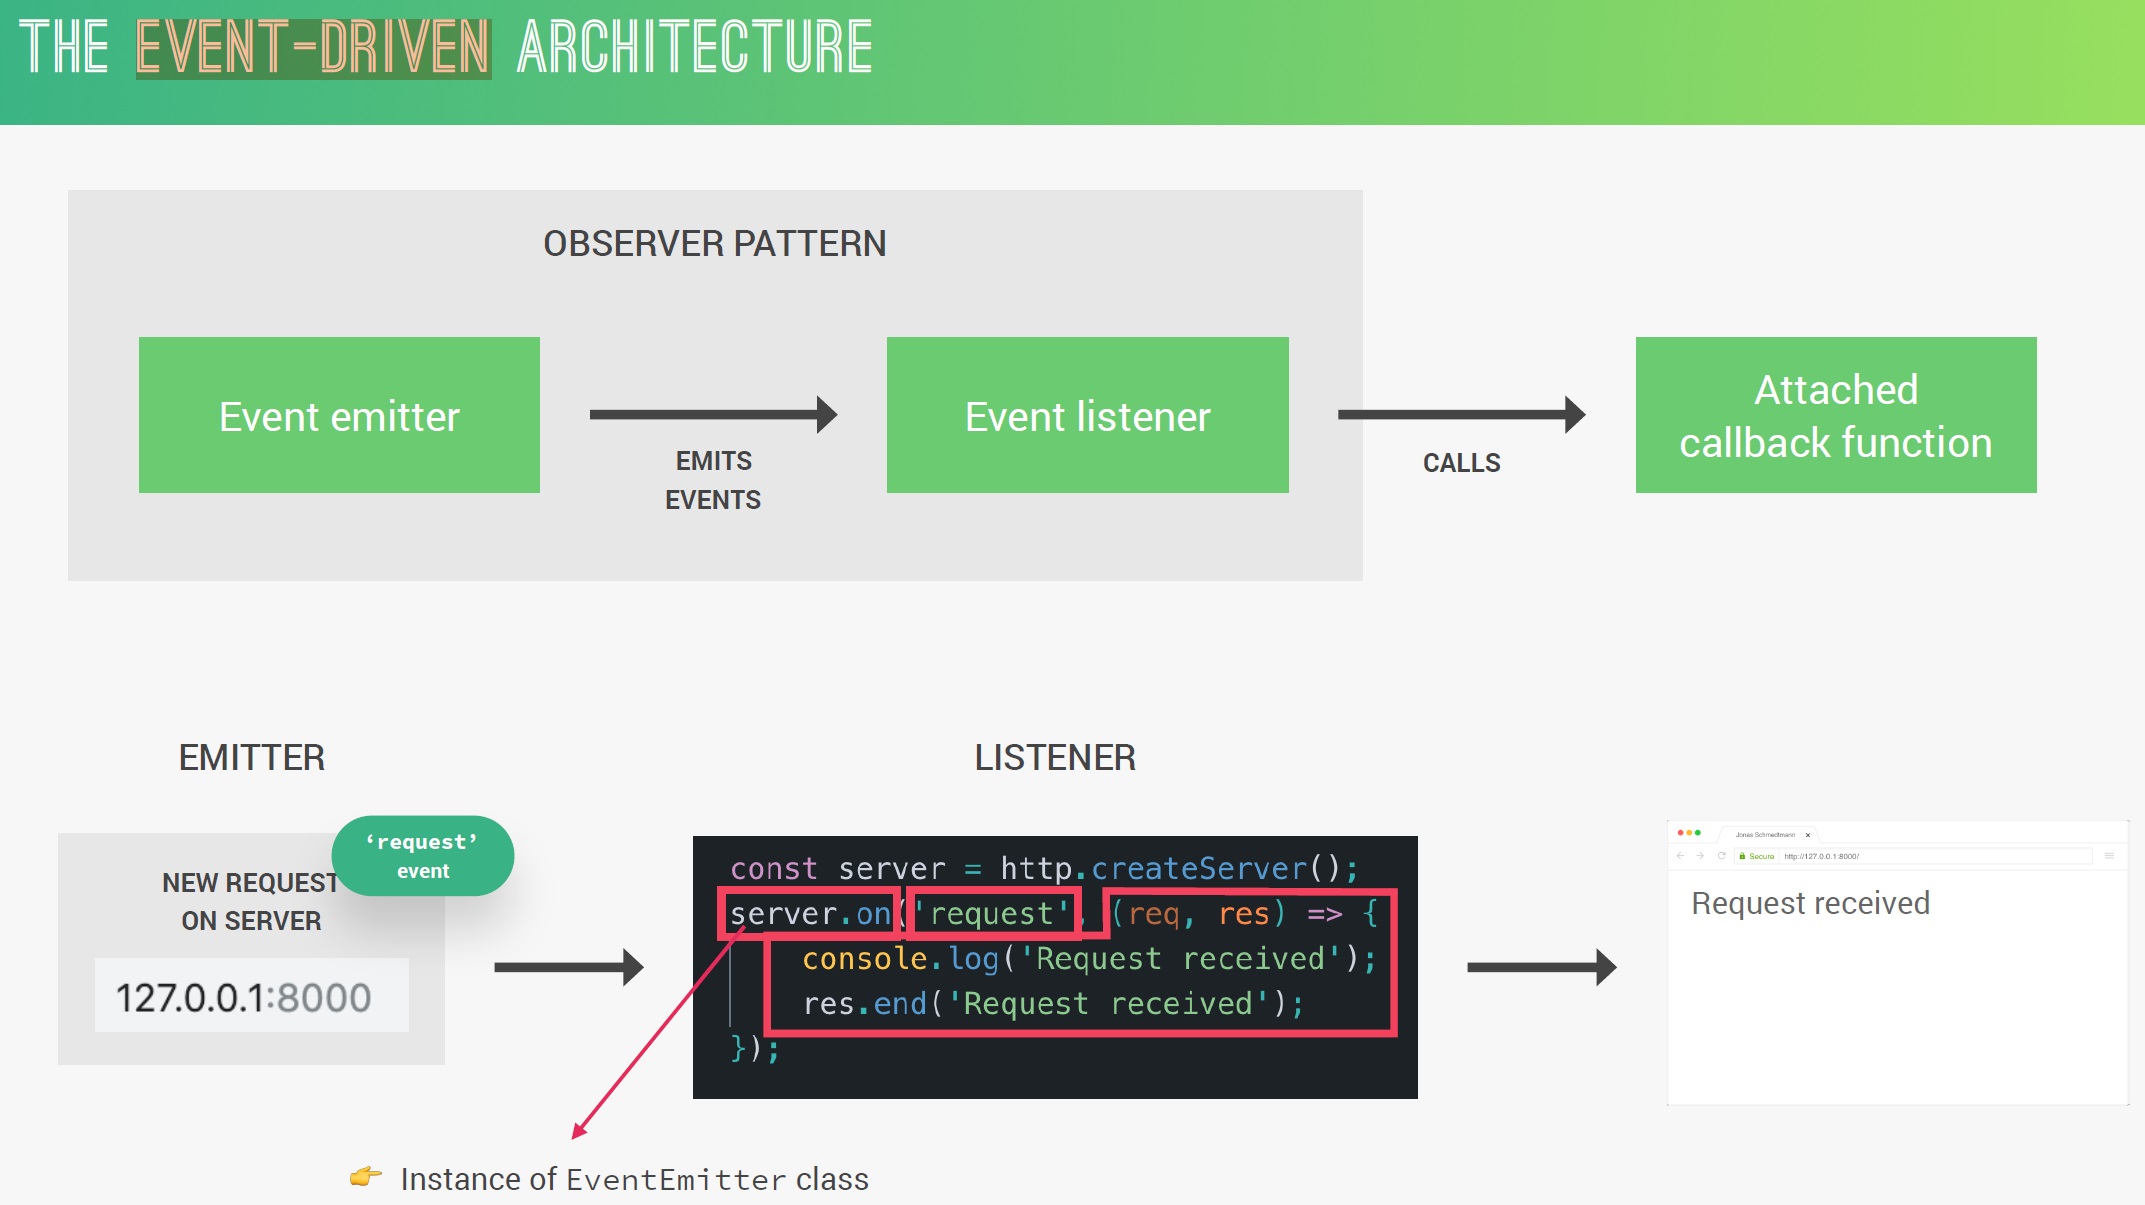 THE EVENT-DRIVEN ARCHITECTURE
OBSERVER PATTERN
Event emitter
EMITS
EVENTS
Event listener
CALLS
Attached
callback function
EMITTER
‘request’
event
NEW REQUEST
ON SERVER
127.0.0.1:8000
LISTENER
const server = http.createServer();
server.on('request', (req, res) => {
console.log('Request received');
res.end('Request received');
});
Jonas Schmedtmann
Secure http://127.0.0.1:8000/
Request received
👉 Instance of EventEmitter class